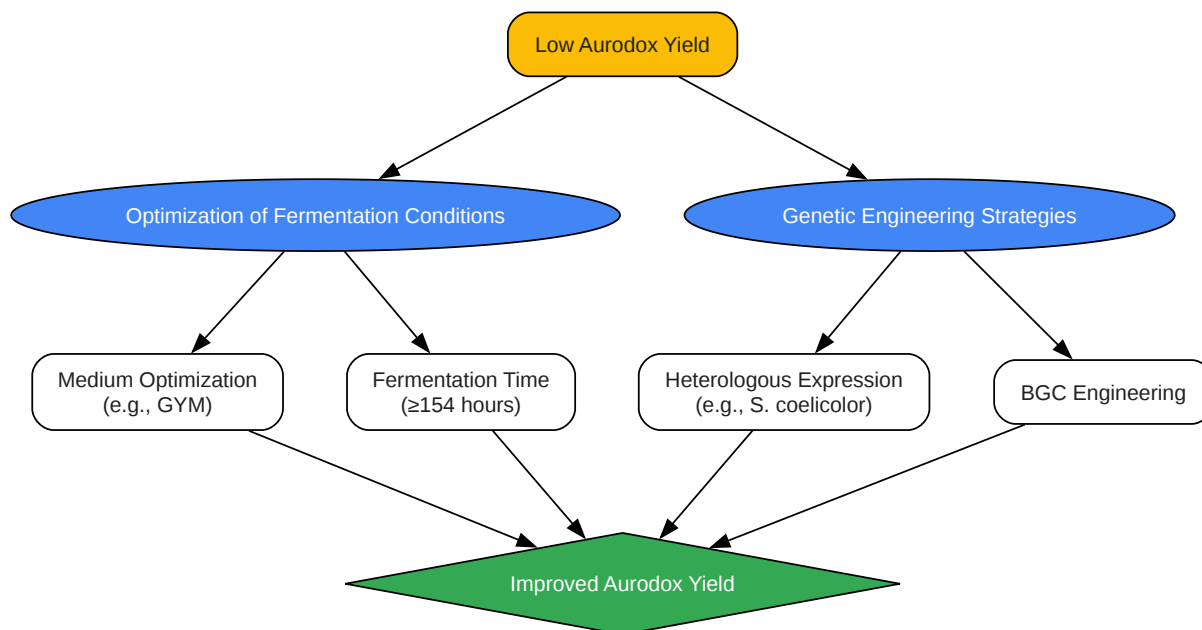 Low Aurodox Yield
Optimization of Fermentation Conditions
Genetic Engineering Strategies
Medium Optimization
(e.g., GYM)
Fermentation Time
(≥154 hours)
Heterologous Expression
(e.g., S. coelicolor)
BGC Engineering
Improved Aurodox Yield